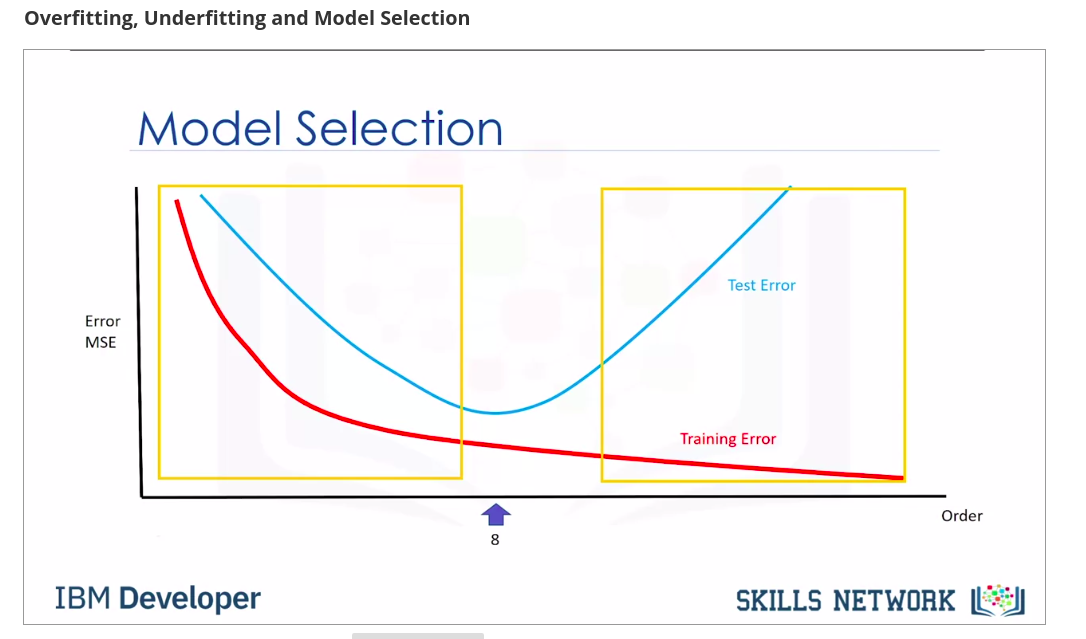 Overfitting, Underfitting and Model Selection
Model Selection
Test Error
Error
MSE
Training Error
Order
8
IBM Developer
SKILLS NETWORK